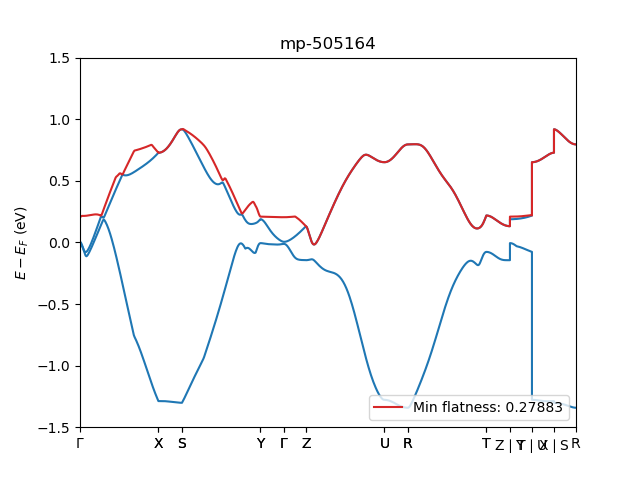 mp-505164
E − E_F (eV)
1.5
1.0
0.5
0.0
−0.5
−1.0
−1.5
Min flatness: 0.27883
Γ X S Y Γ Z U R T Z | Y T | U X | S R